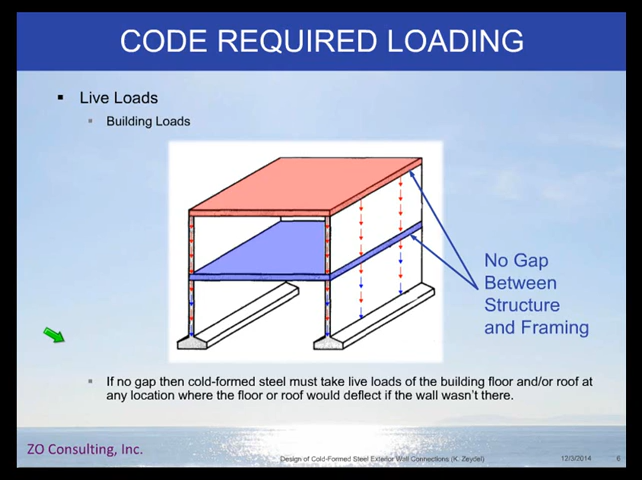 CODE REQUIRED LOADING
Live Loads
Building Loads
No Gap
Between
Structure
and Framing
If no gap then cold-formed steel must take live loads of the building floor and/or roof at
any location where the floor or roof would deflect if the wall wasn't there.
ZO Consulting, Inc.
Design of Cold-Formed Steel Exterior Wall Connections (K. Zeydel)
12/3/2014
6